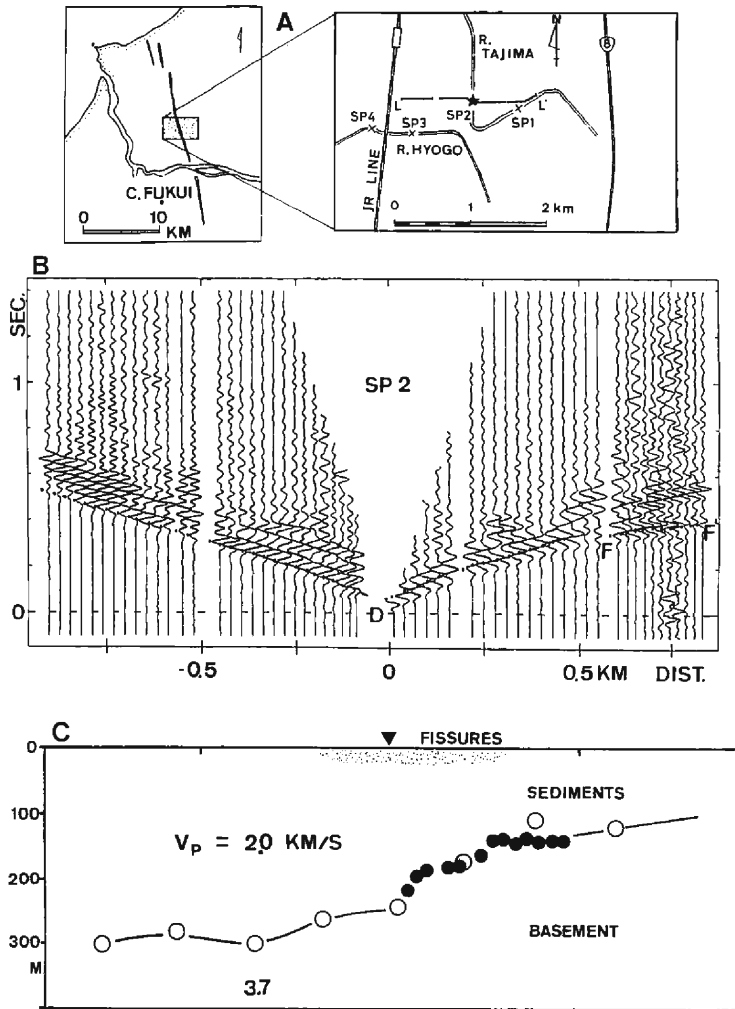 A
C. FUKUI
0 10
KM
R.
TAJIMA
N
8
L
SP2
L'
SP4
SP3
SP1
R. HYOGO
JR LINE
0 1 2 km
B
SEC.
1
SP 2
F
F'
D
0
-0.5 0 0.5 KM DIST.
C
0
FISSURES
SEDIMENTS
100
V_P = 2.0 KM/S
200
BASEMENT
300
M
3.7